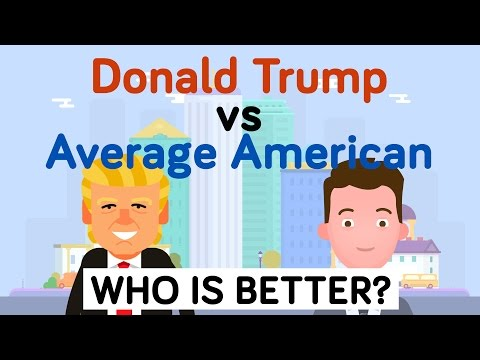 Donald Trump
vs
Average American
WHO IS BETTER?